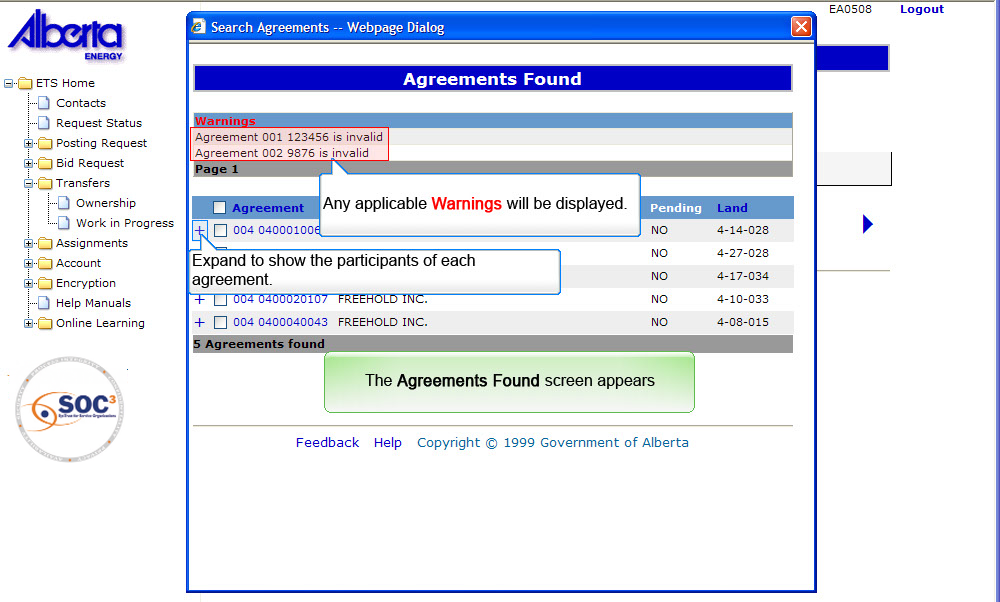 EA0508
Logout
Alberta
ENERGY
ETS Home
Contacts
Request Status
Posting Request
Bid Request
Transfers
Ownership
Work in Progress
Assignments
Account
Encryption
Help Manuals
Online Learning
SOC3
Search Agreements -- Webpage Dialog
Agreements Found
Warnings
Agreement 001 123456 is invalid
Agreement 002 9876 is invalid
Page 1
Any applicable Warnings will be displayed.
Agreement Pending Land
+ 004 040001006 NO 4-14-028
Expand to show the participants of each
agreement.
NO 4-27-028
NO 4-17-034
+ 004 0400020107 FREEHOLD INC. NO 4-10-033
+ 004 0400040043 FREEHOLD INC. NO 4-08-015
5 Agreements found
The Agreements Found screen appears
Feedback Help Copyright © 1999 Government of Alberta